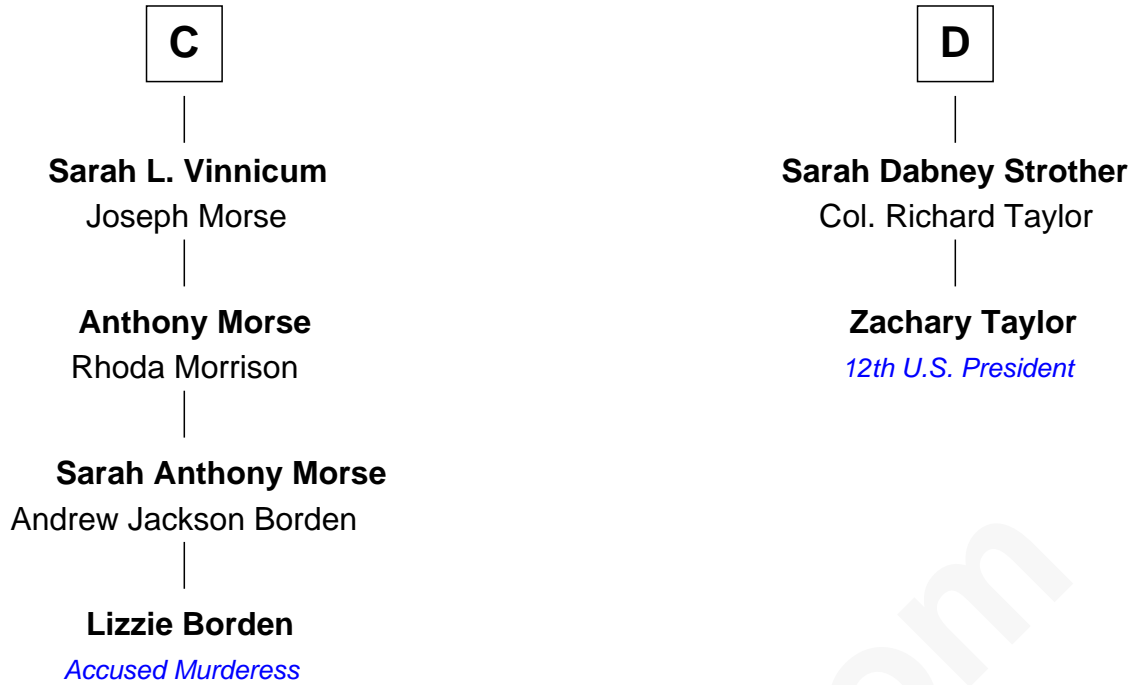 C
Sarah L. Vinnicum
Joseph Morse
Anthony Morse
Rhoda Morrison
Sarah Anthony Morse
Andrew Jackson Borden
Lizzie Borden
Accused Murderess
D
Sarah Dabney Strother
Col. Richard Taylor
Zachary Taylor
12th U.S. President
om